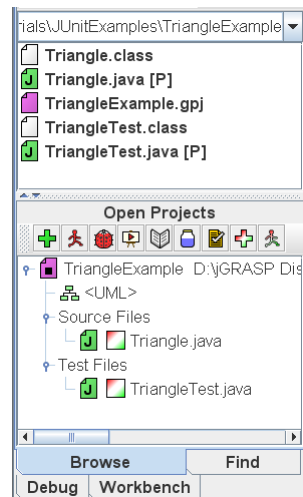 rials\JUnitExamples\TriangleExample
Triangle.class
Triangle.java [P]
TriangleExample.gpj
TriangleTest.class
TriangleTest.java [P]
Open Projects
TriangleExample D:\jGRASP Dis
<UML>
Source Files
J Triangle.java
Test Files
J TriangleTest.java
Browse Find
Debug Workbench